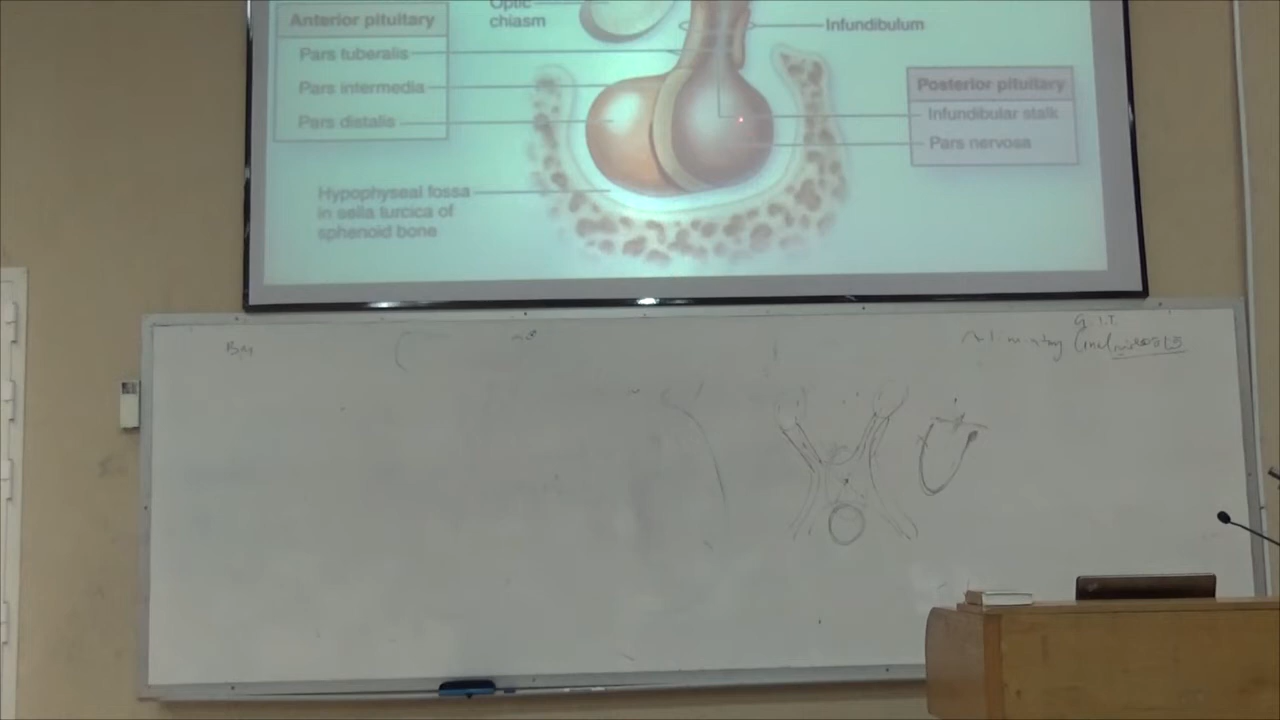 Anterior pituitary
Pars tuberalis
Pars intermedia
Pars distalis
Optic
chiasm
Infundibulum
Posterior pituitary
Infundibular stalk
Pars nervosa
Hypophyseal fossa
in sella turcica of
sphenoid bone
G.I.T.